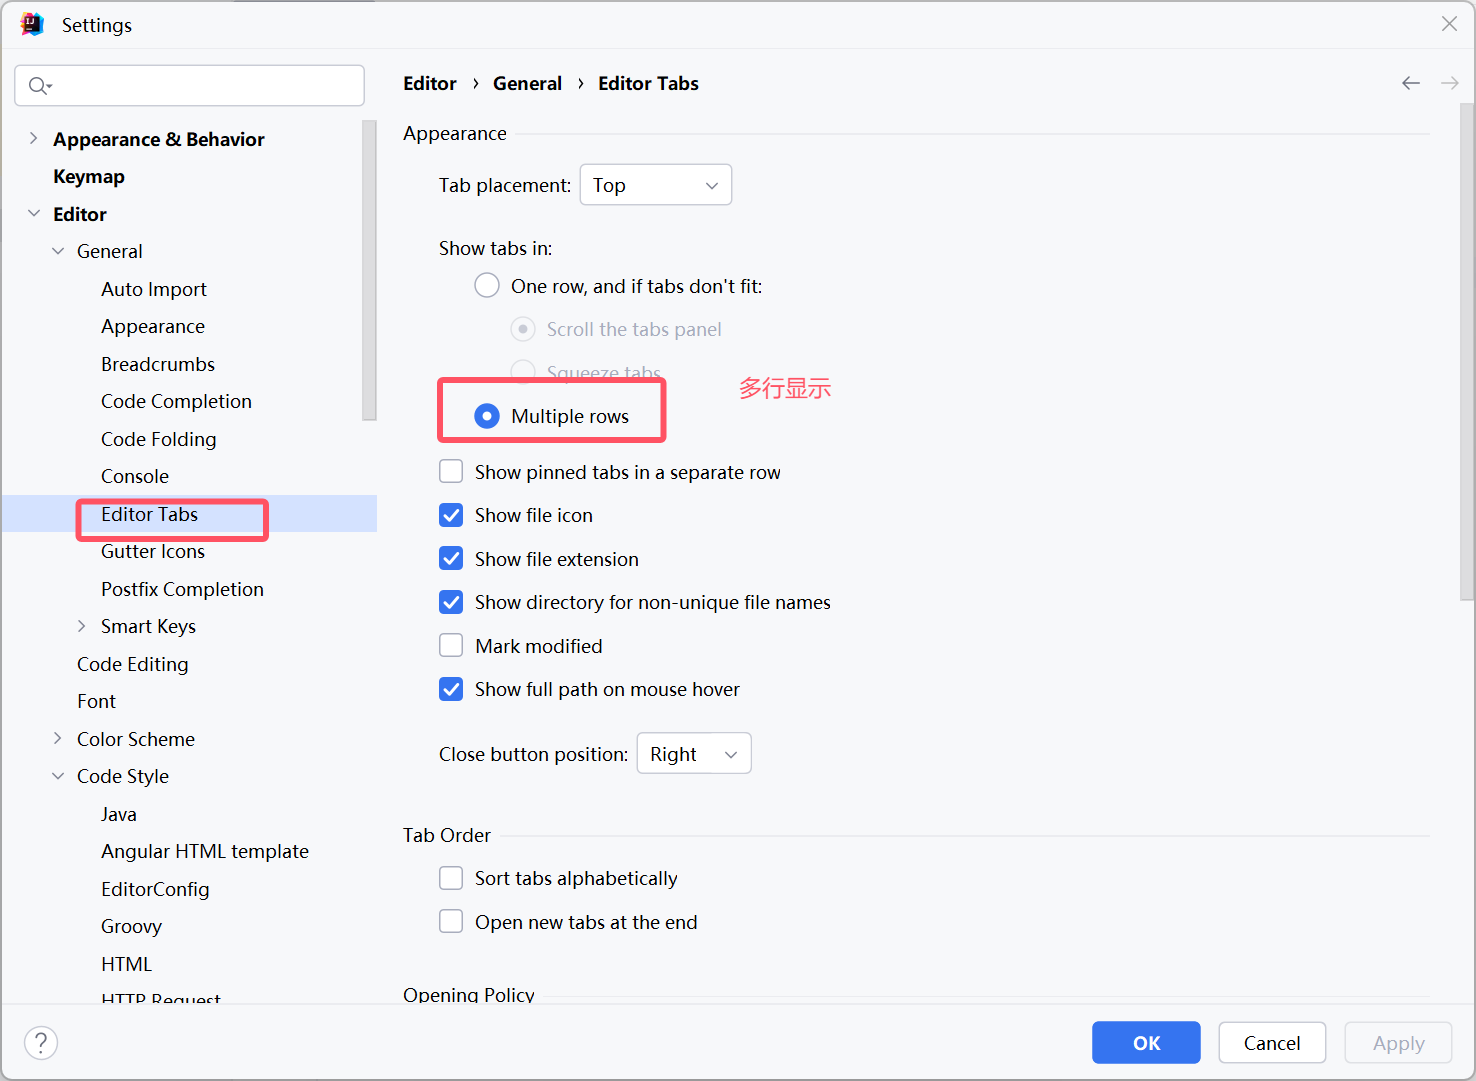 Settings
Editor › General › Editor Tabs
Appearance & Behavior
Keymap
Editor
General
Auto Import
Appearance
Breadcrumbs
Code Completion
Code Folding
Console
Editor Tabs
Gutter Icons
Postfix Completion
Smart Keys
Code Editing
Font
Color Scheme
Code Style
Java
Angular HTML template
EditorConfig
Groovy
HTML
HTTP Request
Appearance
Tab placement: Top
Show tabs in:
One row, and if tabs don't fit:
Scroll the tabs panel
Squeeze tabs
多行显示
Multiple rows
Show pinned tabs in a separate row
Show file icon
Show file extension
Show directory for non-unique file names
Mark modified
Show full path on mouse hover
Close button position: Right
Tab Order
Sort tabs alphabetically
Open new tabs at the end
Opening Policy
?
OK
Cancel
Apply